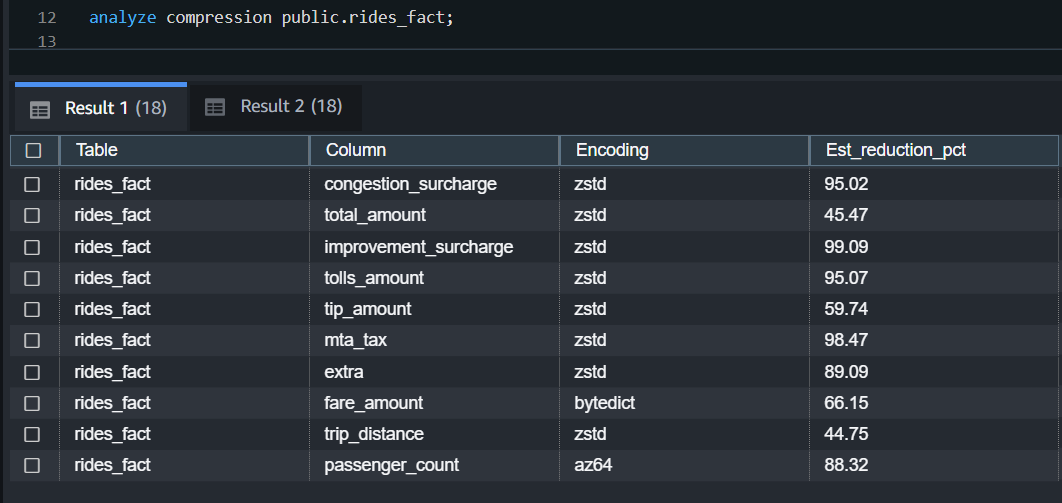 12 analyze compression public.rides_fact;
13
Result 1 (18) Result 2 (18)
Table Column Encoding Est_reduction_pct
rides_fact congestion_surcharge zstd 95.02
rides_fact total_amount zstd 45.47
rides_fact improvement_surcharge zstd 99.09
rides_fact tolls_amount zstd 95.07
rides_fact tip_amount zstd 59.74
rides_fact mta_tax zstd 98.47
rides_fact extra zstd 89.09
rides_fact fare_amount bytedict 66.15
rides_fact trip_distance zstd 44.75
rides_fact passenger_count az64 88.32